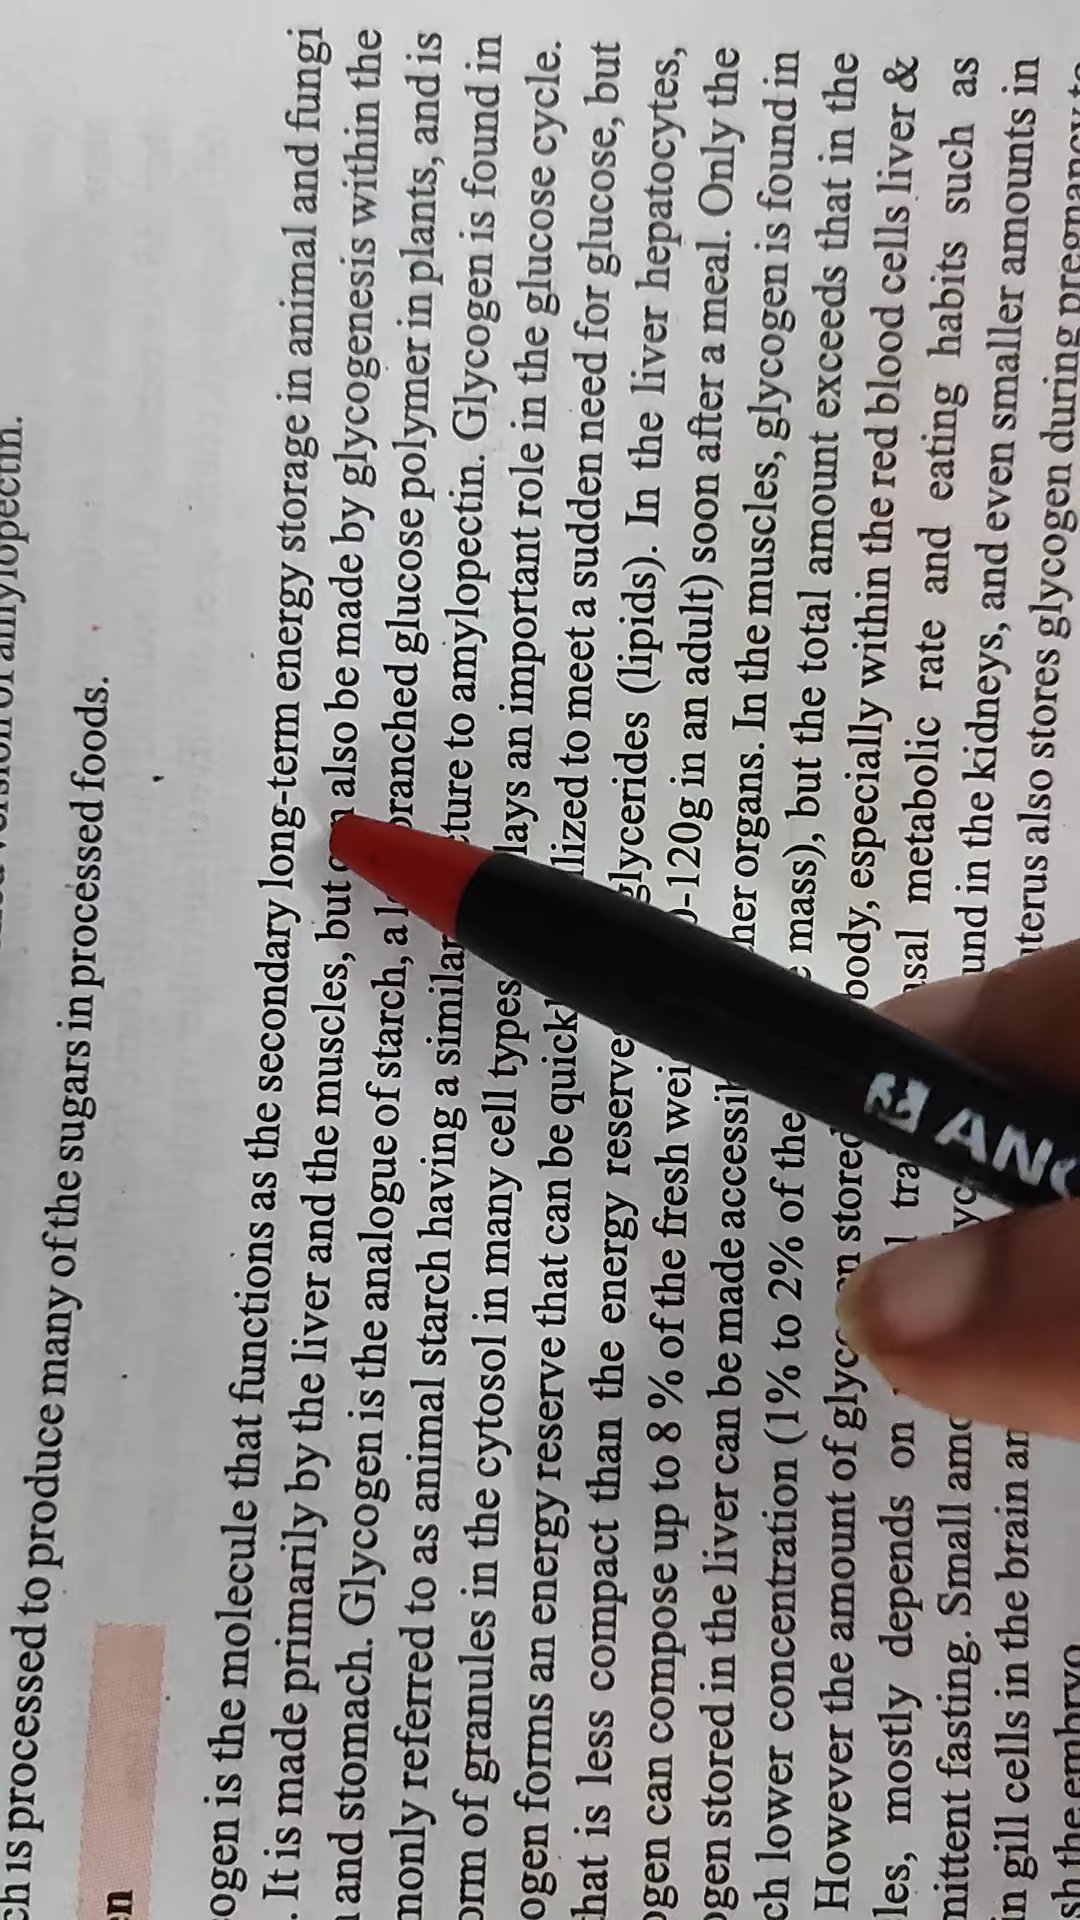 ch is processed to produce many of the sugars in processed foods.
ogen is the molecule that functions as the secondary long-term energy storage in animal and fungi
. It is made primarily by the liver and the muscles, but also be made by glycogenesis within the
and stomach. Glycogen is the analogue of starch, a branched glucose polymer in plants, and is
monly referred to as animal starch having a similar ture to amylopectin. Glycogen is found in
orm of granules in the cytosol in many cell types lays an important role in the glucose cycle.
ogen forms an energy reserve that can be quick lized to meet a sudden need for glucose, but
hat is less compact than the energy reserve glycerides (lipids). In the liver hepatocytes,
ogen can compose up to 8 % of the fresh wei -120g in an adult) soon after a meal. Only the
ogen stored in the liver can be made accessib her organs. In the muscles, glycogen is found in
ch lower concentration (1% to 2% of the mass), but the total amount exceeds that in the
However the amount of glyc en stored body, especially within the red blood cells liver &
les, mostly depends on tra sal metabolic rate and eating habits such as
mittent fasting. Small amo und in the kidneys, and even smaller amounts in
n gill cells in the brain an uterus also stores glycogen during pregnancy to
sh the embryo
ANG